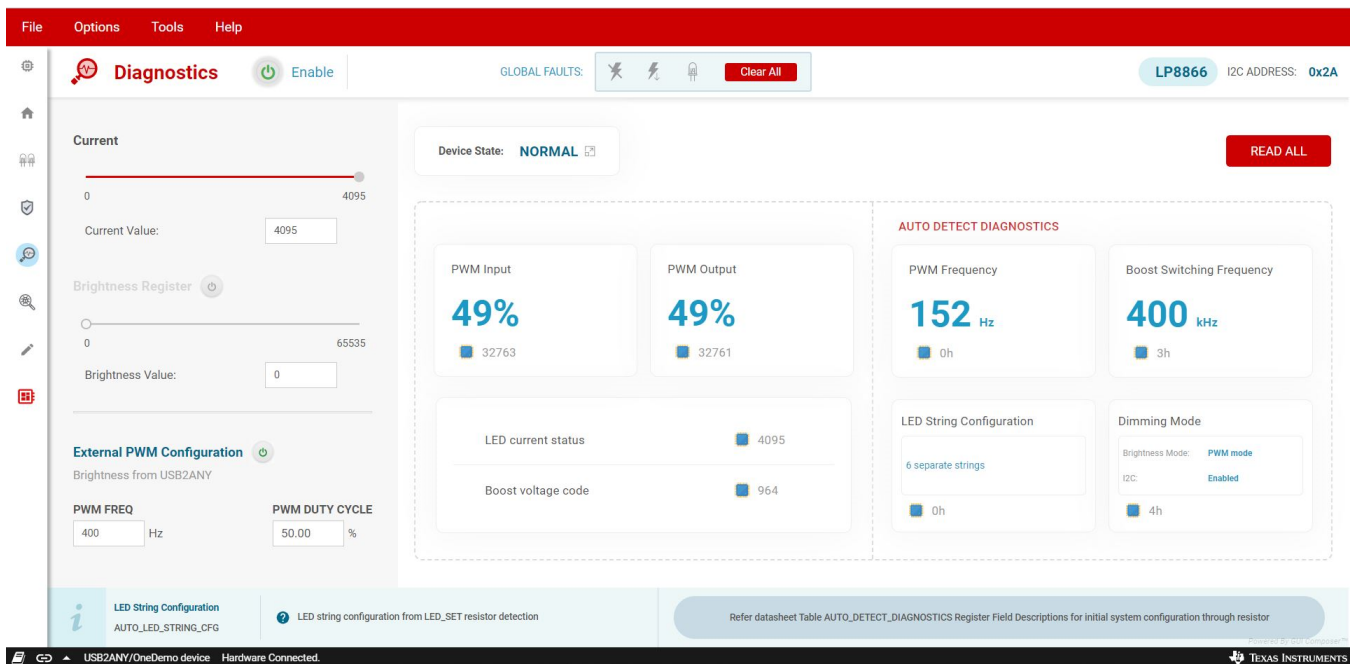 File Options Tools Help
Diagnostics Enable GLOBAL FAULTS: Clear All LP8866 I2C ADDRESS: 0x2A
Current
0 4095
Current Value: 4095
Brightness Register
0 65535
Brightness Value: 0
External PWM Configuration
Brightness from USB2ANY
PWM FREQ PWM DUTY CYCLE
400 Hz 50.00 %
Device State: NORMAL
READ ALL
PWM Input
49%
32763
PWM Output
49%
32761
LED current status 4095
Boost voltage code 964
AUTO DETECT DIAGNOSTICS
PWM Frequency
152 Hz
0h
Boost Switching Frequency
400 kHz
3h
LED String Configuration
6 separate strings
0h
Dimming Mode
Brightness Mode: PWM mode
I2C: Enabled
4h
i
LED String Configuration
AUTO_LED_STRING_CFG
? LED string configuration from LED_SET resistor detection
Refer datasheet Table AUTO_DETECT_DIAGNOSTICS Register Field Descriptions for initial system configuration through resistor
Powered By GUI Composer™
USB2ANY/OneDemo device Hardware Connected.
TEXAS INSTRUMENTS